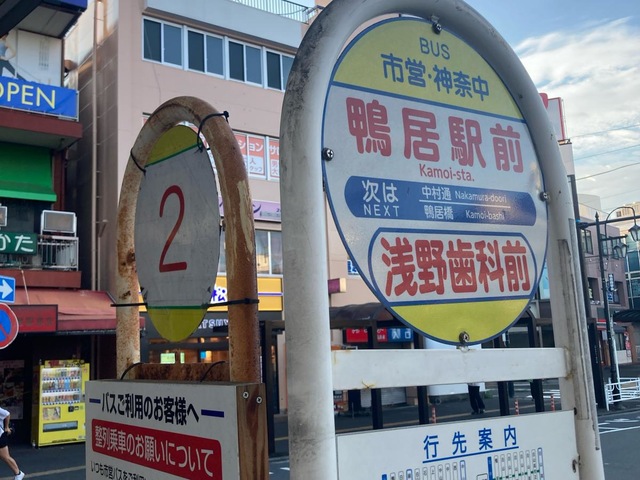 OPEN
かた
2
バスご利用のお客様へ
整列乗車のお願いについて
BUS
市営・神奈中
鴨居駅前
Kamoi-sta.
次は
NEXT
中村通 Nakamura-doori
鴨居橋 Kamoi-bashi
浅野歯科前
行先案内